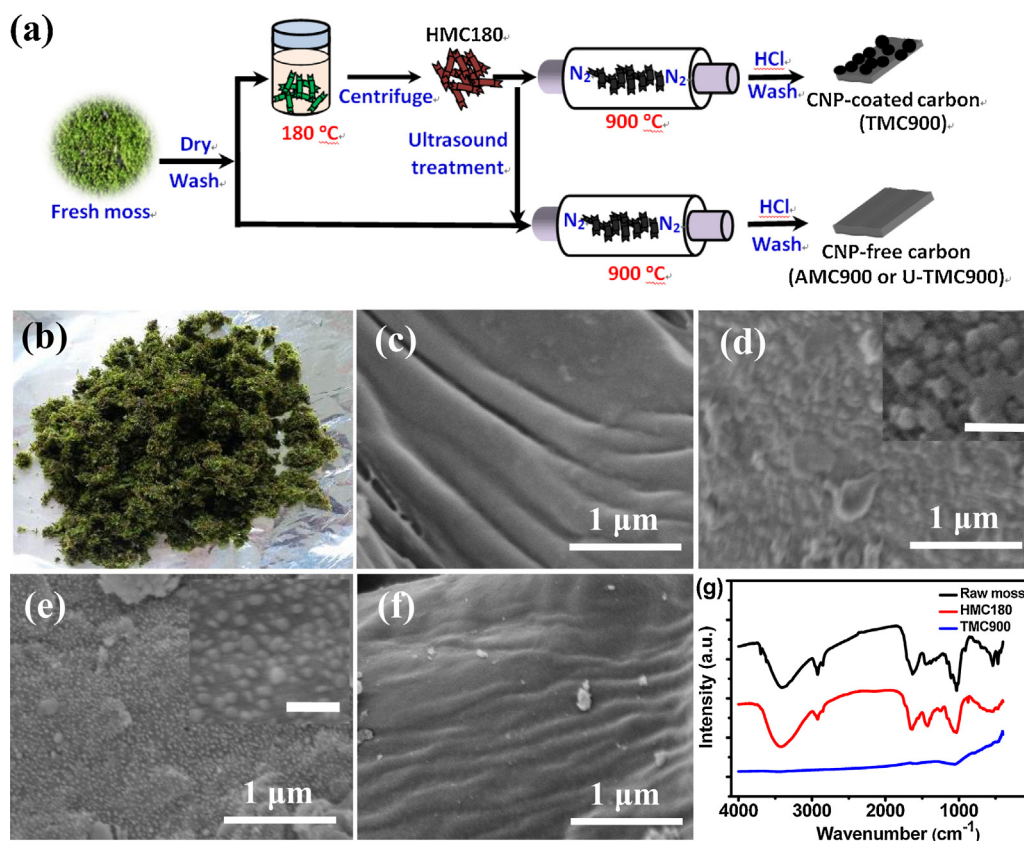 (a)
HMC180
N₂
N₂
HCl
Wash
Centrifuge
180 °C
900 °C
CNP-coated carbon
(TMC900)
Dry
Wash
Ultrasound
treatment
Fresh moss
N₂
N₂
HCl
Wash
900 °C
CNP-free carbon
(AMC900 or U-TMC900)
(b)
(c)
1 μm
(d)
1 μm
(e)
1 μm
(f)
1 μm
(g)
Raw moss
HMC180
TMC900
Intensity (a.u.)
4000 3000 2000 1000
Wavenumber (cm⁻¹)